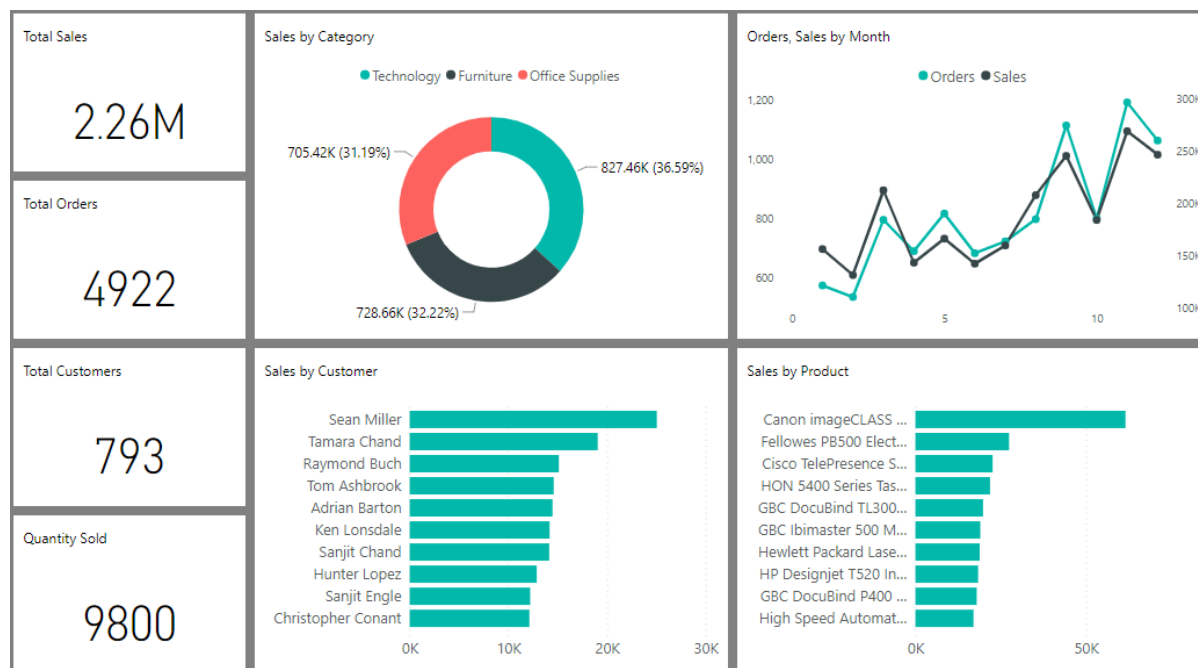 Total Sales
2.26M
Total Orders
4922
Total Customers
793
Quantity Sold
9800
Sales by Category
Technology Furniture Office Supplies
705.42K (31.19%)
827.46K (36.59%)
728.66K (32.22%)
Orders, Sales by Month
Orders Sales
1,200
1,000
800
600
300K
250K
200K
150K
100K
0 5 10
Sales by Customer
Sean Miller
Tamara Chand
Raymond Buch
Tom Ashbrook
Adrian Barton
Ken Lonsdale
Sanjit Chand
Hunter Lopez
Sanjit Engle
Christopher Conant
0K 10K 20K 30K
Sales by Product
Canon imageCLASS ...
Fellowes PB500 Elect...
Cisco TelePresence S...
HON 5400 Series Tas...
GBC DocuBind TL300...
GBC Ibimaster 500 M...
Hewlett Packard Lase...
HP Designjet T520 In...
GBC DocuBind P400 ...
High Speed Automat...
0K 50K